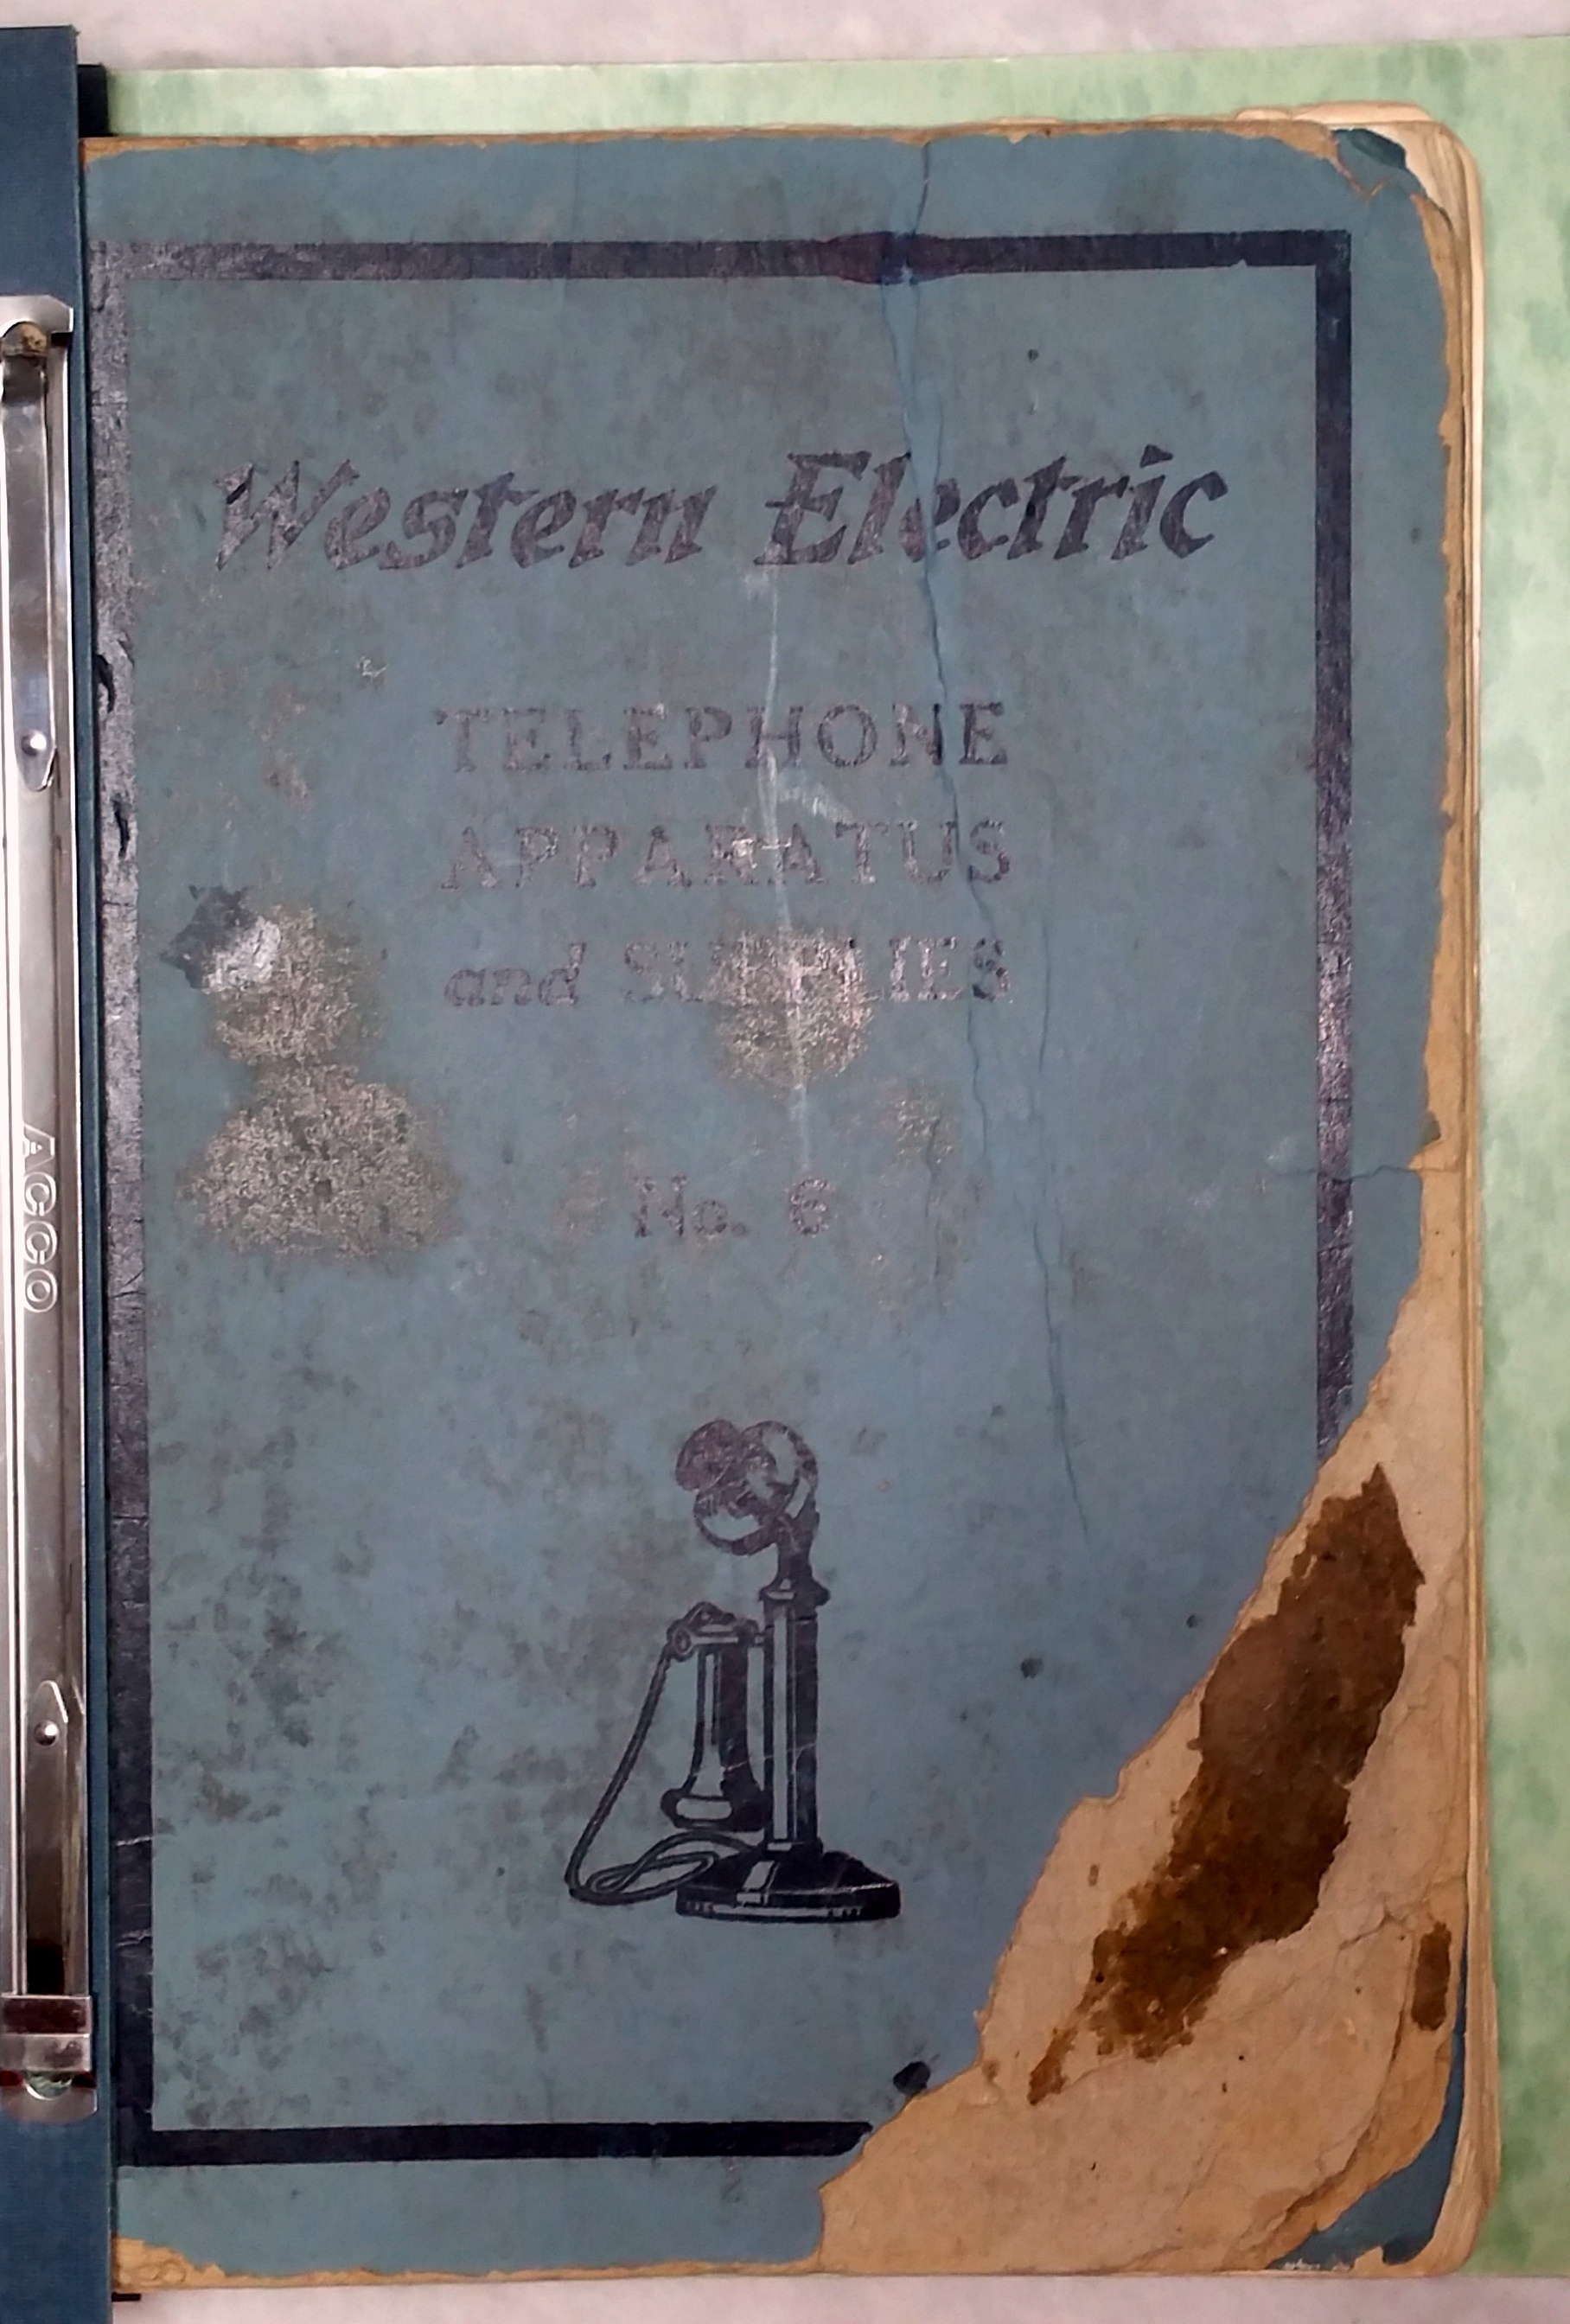 Western Electric
TELEPHONE
APPARATUS
and SUPPLIES
No. 6
ACCO